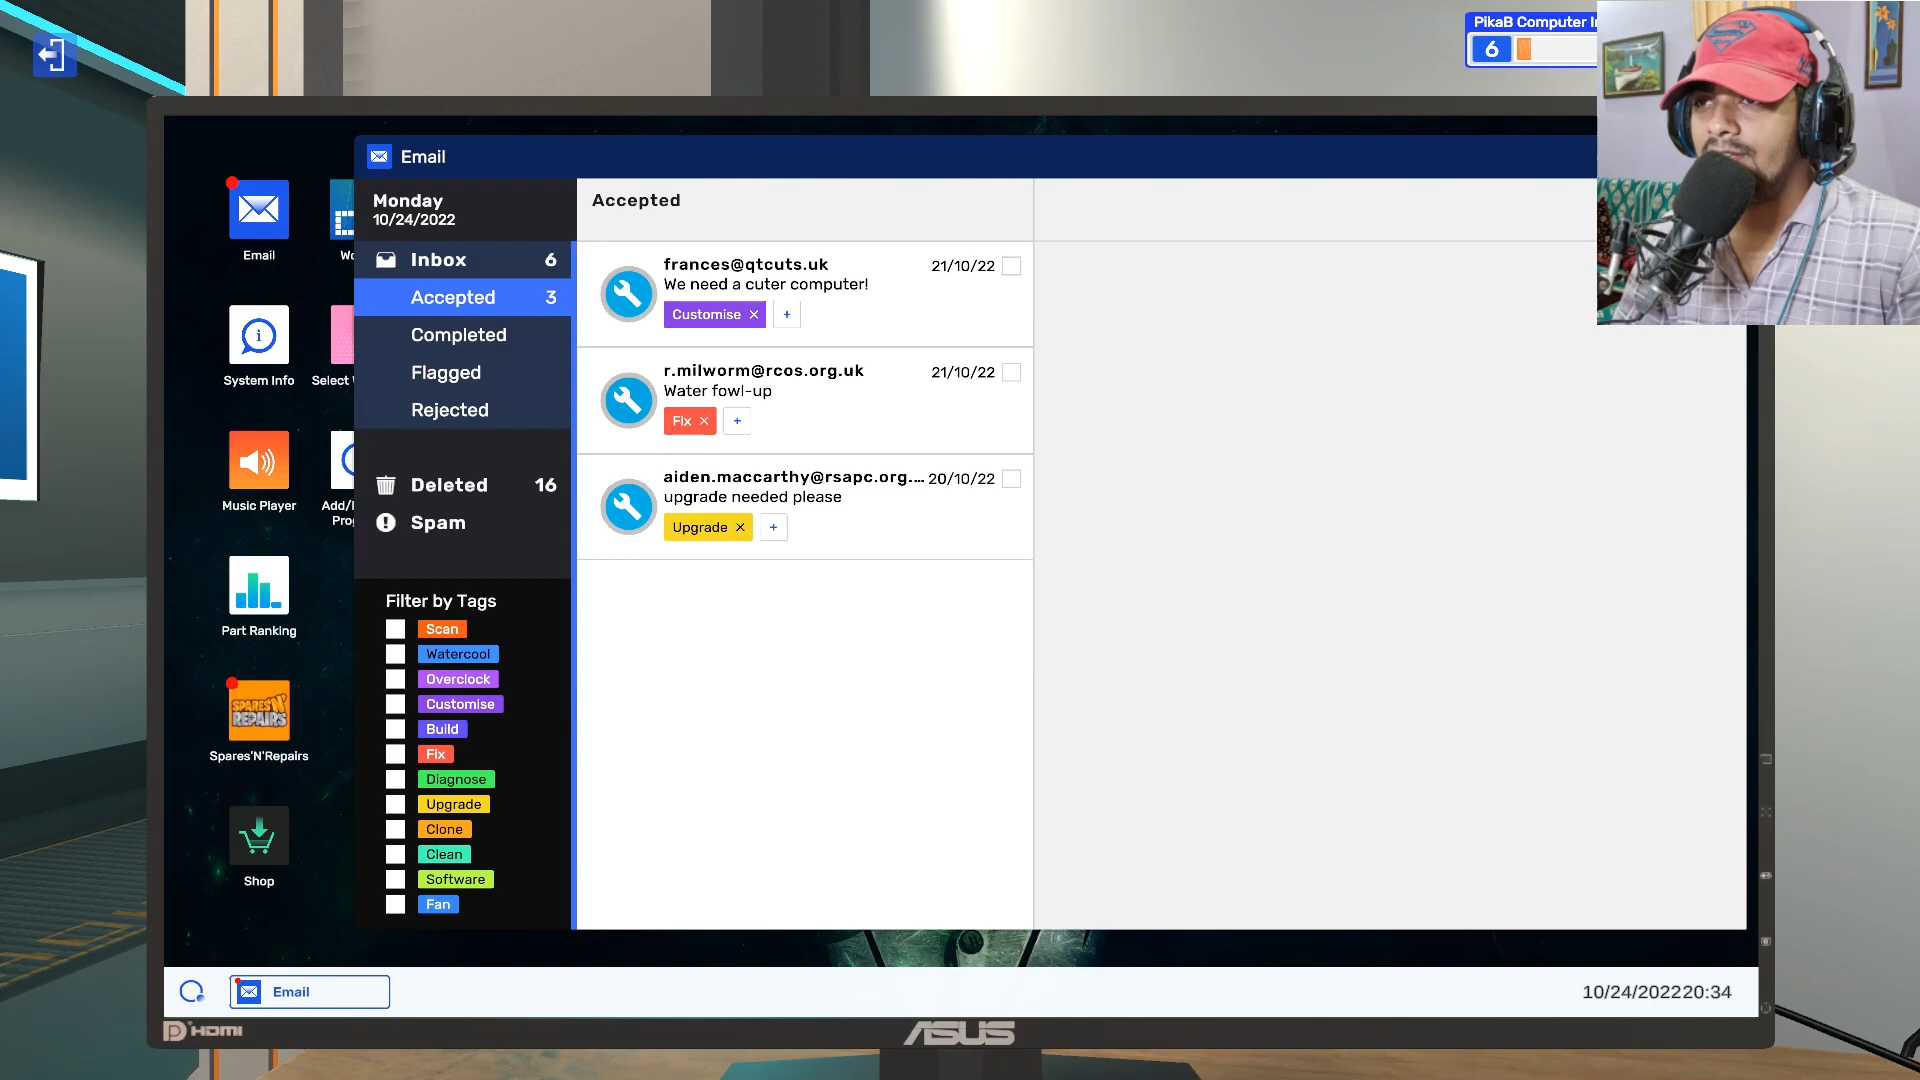 PikaB Computer
6
Email
Monday
10/24/2022
Accepted
Inbox 6
Accepted 3
Completed
Flagged
Rejected
Deleted 16
Spam
Filter by Tags
Scan
Watercool
Overclock
Customise
Build
Fix
Diagnose
Upgrade
Clone
Clean
Software
Fan
frances@qtcuts.uk 21/10/22
We need a cuter computer!
Customise × +
r.milworm@rcos.org.uk 21/10/22
Water fowl-up
Fix × +
aiden.maccarthy@rsapc.org.... 20/10/22
upgrade needed please
Upgrade × +
Email
System Info
Select
Music Player
Part Ranking
SPARES'N'
REPAIRS
Spares'N'Repairs
Shop
Email
10/24/202220:34
HDMI
ASUS